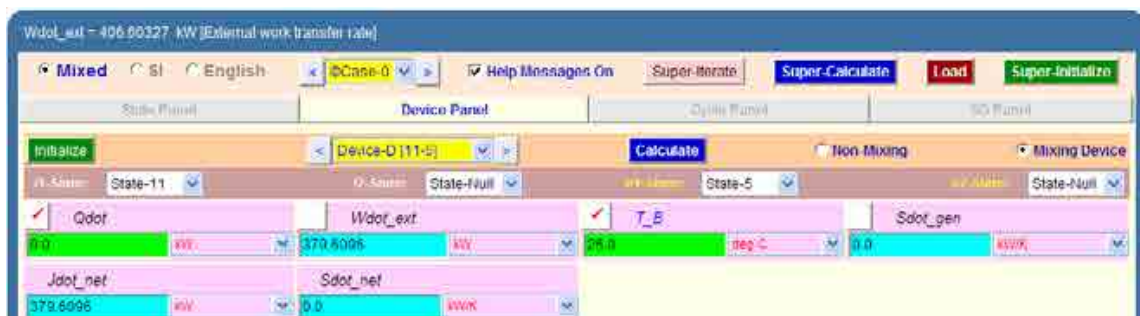 Wdot_ext = 406.60327 kW [External work transfer rate]
Mixed SI English < ©Case-0 > Help Messages On Super-Iterate Super-Calculate Load Super-Initialize
State Panel Device Panel Cycle Panel
Initialize < Device-D [11-5] > Calculate Non-Mixing Mixing Device
State-11 State-Null State-5 State-Null
Qdot Wdot_ext T_B Sdot_gen
0.0 kW 379.6096 kW 25.0 deg C 0.0 kW/K
Jdot_net Sdot_net
379.6096 kW 0.0 kW/K